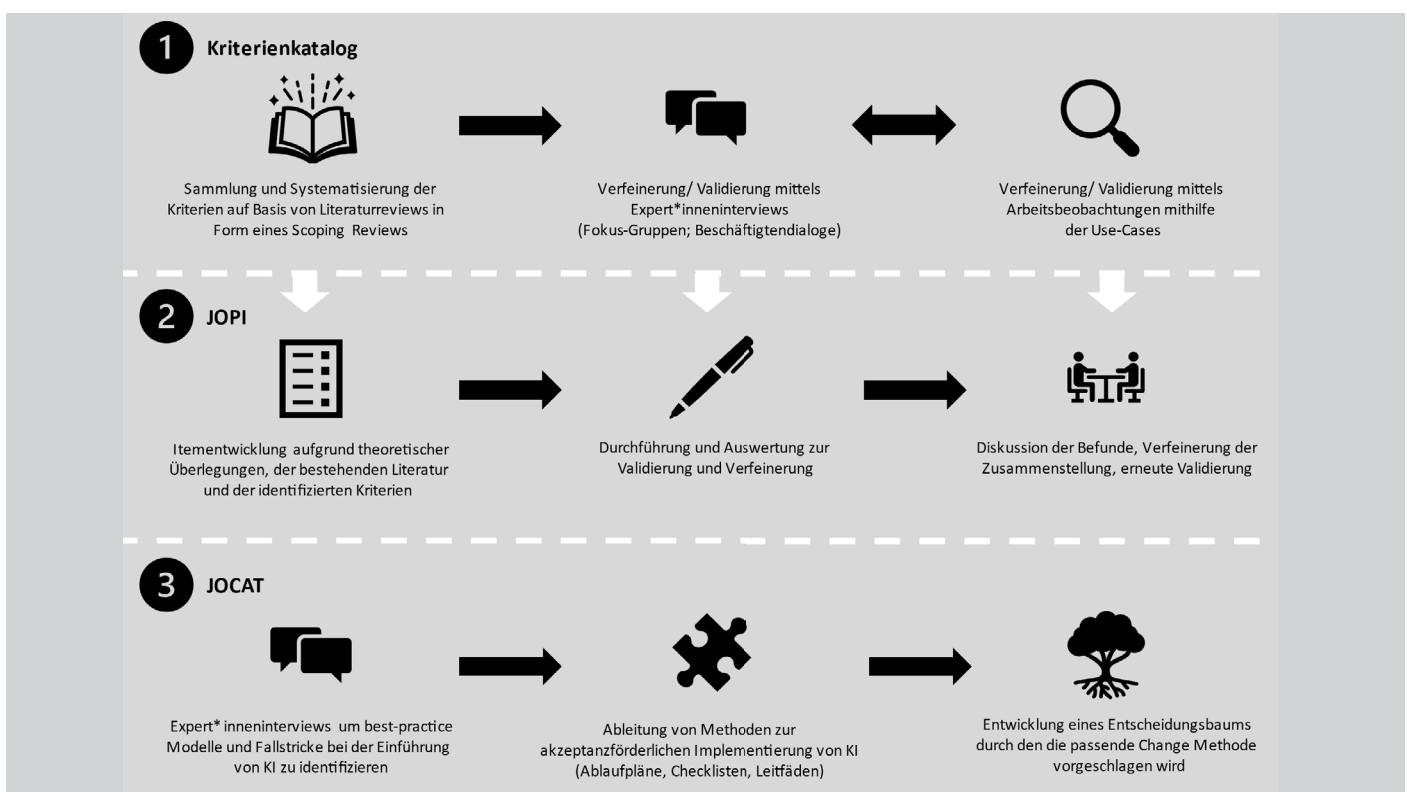 1 Kriterienkatalog
Sammlung und Systematisierung der
Kriterien auf Basis von Literaturreviews in
Form eines Scoping Reviews
Verfeinerung/ Validierung mittels
Expert*inneninterviews
(Fokus-Gruppen; Beschäftigtendialoge)
Verfeinerung/ Validierung mittels
Arbeitsbeobachtungen mithilfe
der Use-Cases
2 JOPI
Itementwicklung aufgrund theoretischer
Überlegungen, der bestehenden Literatur
und der identifizierten Kriterien
Durchführung und Auswertung zur
Validierung und Verfeinerung
Diskussion der Befunde, Verfeinerung der
Zusammenstellung, erneute Validierung
3 JOCAT
Expert* inneninterviews um best-practice
Modelle und Fallstricke bei der Einführung
von KI zu identifizieren
Ableitung von Methoden zur
akzeptanzförderlichen Implementierung von KI
(Ablaufpläne, Checklisten, Leitfäden)
Entwicklung eines Entscheidungsbaums
durch den die passende Change Methode
vorgeschlagen wird